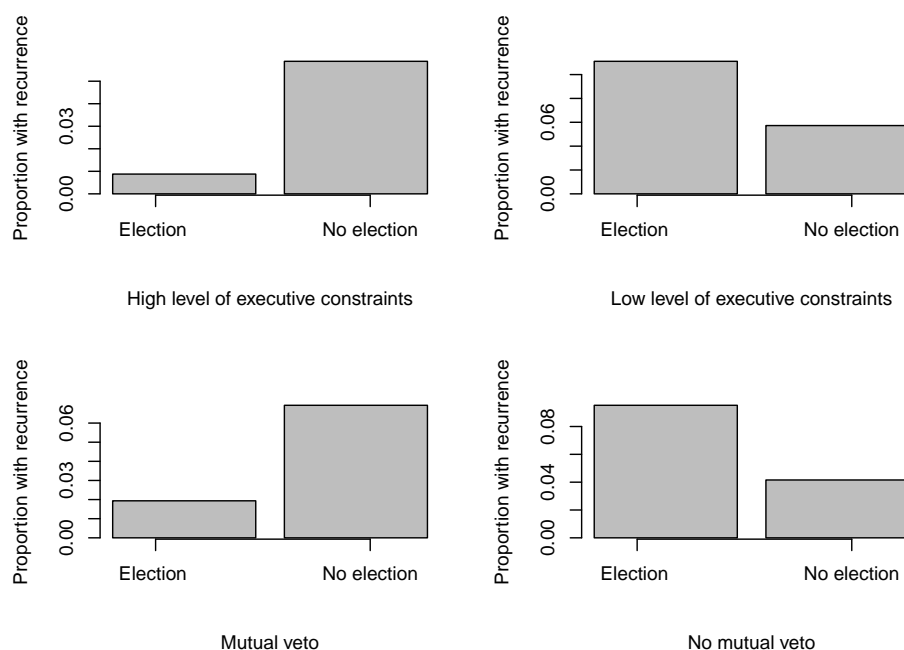 Proportion with recurrence
0.03
0.00
Election
No election
High level of executive constraints
Proportion with recurrence
0.06
0.00
Election
No election
Low level of executive constraints
Proportion with recurrence
0.06
0.03
0.00
Election
No election
Mutual veto
Proportion with recurrence
0.08
0.04
0.00
Election
No election
No mutual veto